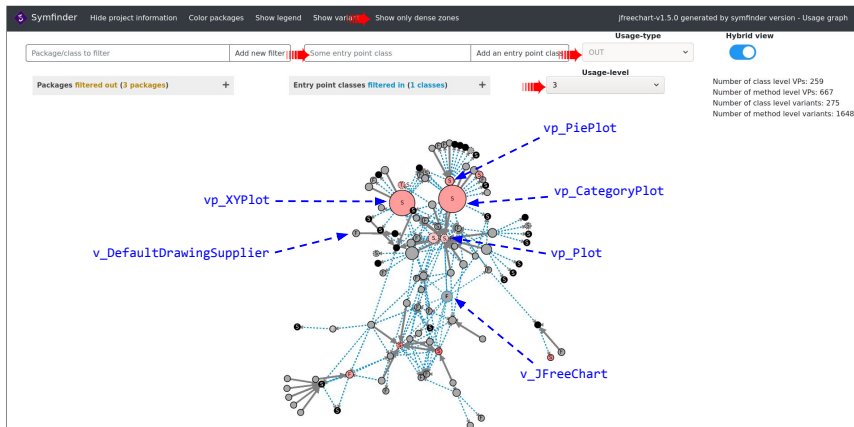 Symfinder Hide project information Color packages Show legend Show varian Show only dense zones jfreechart-v1.5.0 generated by symfinder version - Usage graph
Usage-type Hybrid view
Package/class to filter Add new filter Some entry point class Add an entry point class OUT
Usage-level
Packages filtered out (3 packages) + Entry point classes filtered in (1 classes) + 3
Number of class level VPs: 259
Number of method level VPs: 667
Number of class level variants: 275
Number of method level variants: 1648
vp_PiePlot
vp_XYPlot
vp_CategoryPlot
v_DefaultDrawingSupplier
vp_Plot
v_JFreeChart